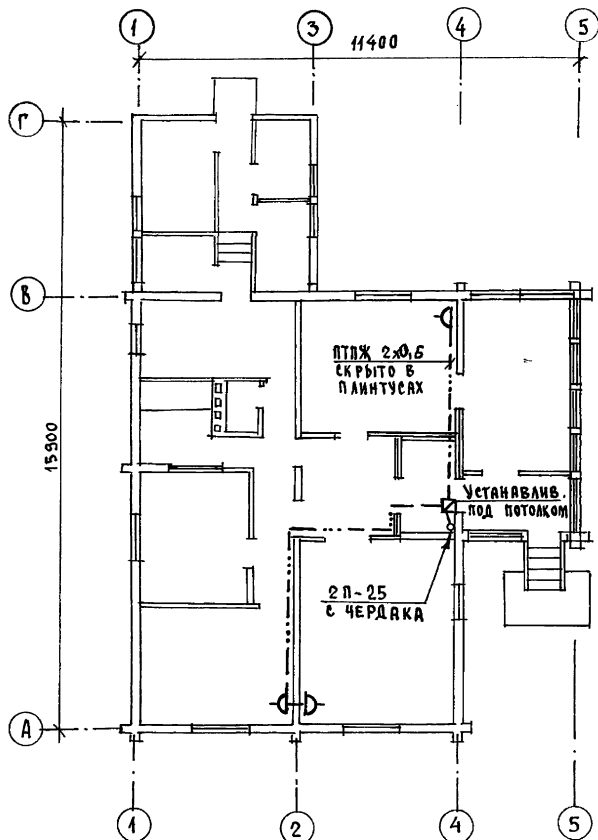 1
3
4
5
11400
Г
В
ПТПЖ 2х0,6
СКРЫТО В
ПЛИНТУСАХ
15900
УСТАНАВЛИВ.
ПОД ПОТОЛКОМ
2П-25
С ЧЕРДАКА
А
1
2
4
5